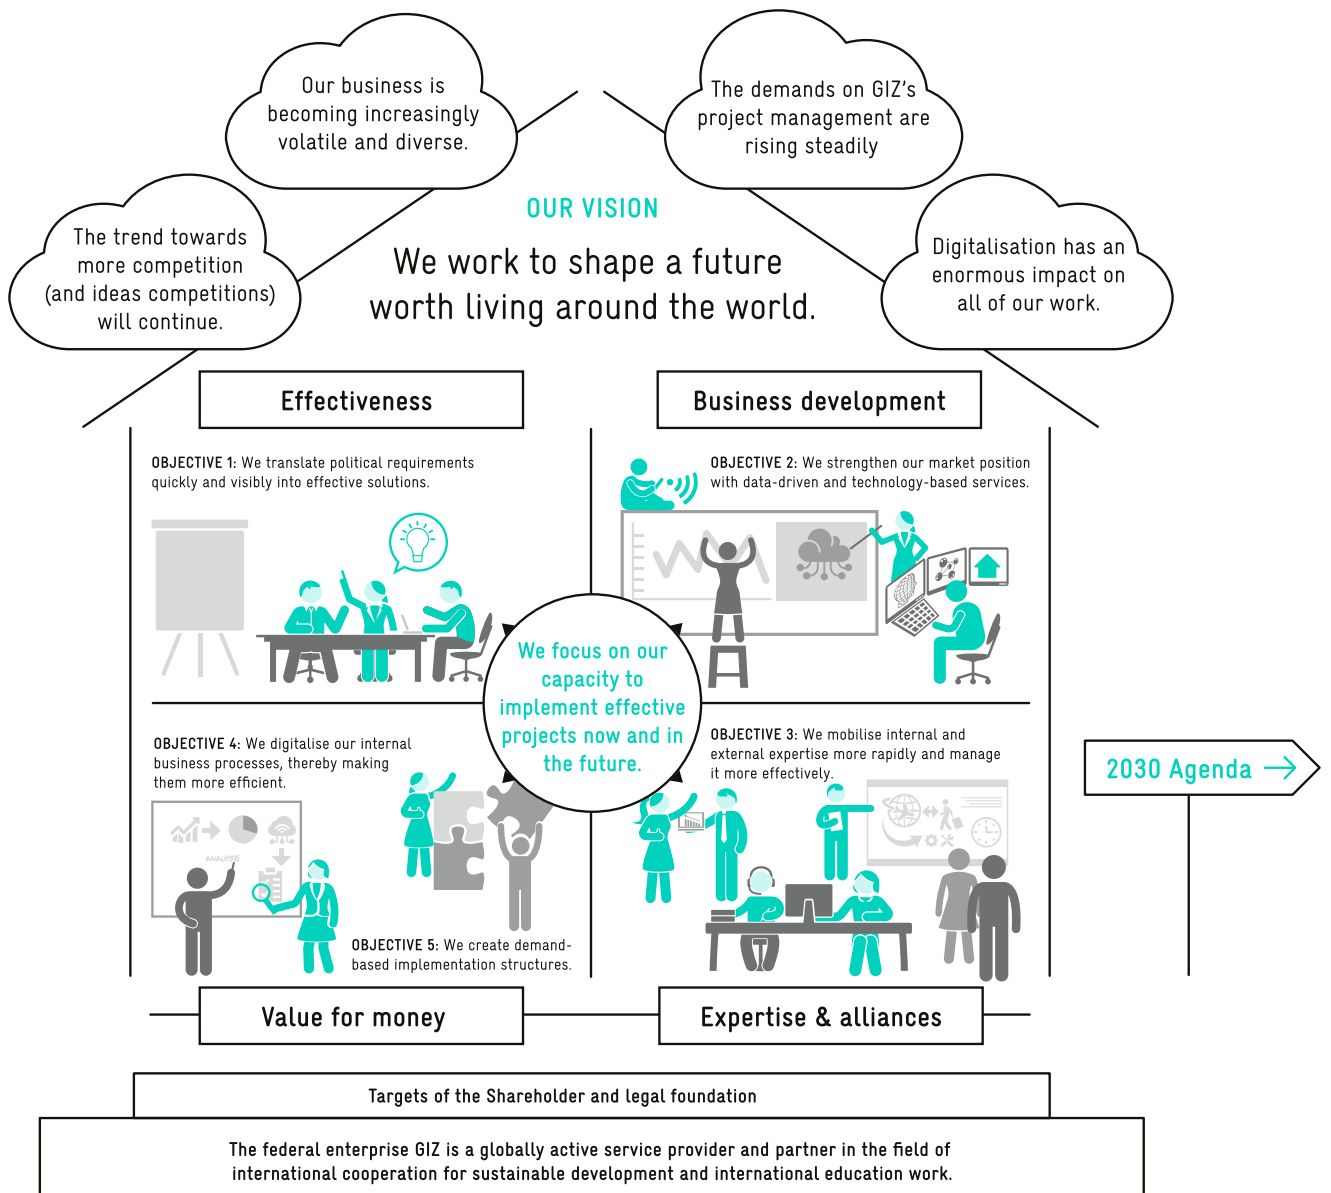 Our business is
becoming increasingly
volatile and diverse.
The demands on GIZ's
project management are
rising steadily
The trend towards
more competition
(and ideas competitions)
will continue.
OUR VISION
We work to shape a future
worth living around the world.
Digitalisation has an
enormous impact on
all of our work.
Effectiveness
Business development
OBJECTIVE 1: We translate political requirements
quickly and visibly into effective solutions.
OBJECTIVE 2: We strengthen our market position
with data-driven and technology-based services.
We focus on our
capacity to
implement effective
projects now and in
the future.
OBJECTIVE 4: We digitalise our internal
business processes, thereby making
them more efficient.
ANALYSE
OBJECTIVE 5: We create demand-
based implementation structures.
OBJECTIVE 3: We mobilise internal and
external expertise more rapidly and manage
it more effectively.
2030 Agenda
Value for money
Expertise & alliances
Targets of the Shareholder and legal foundation
The federal enterprise GIZ is a globally active service provider and partner in the field of
international cooperation for sustainable development and international education work.